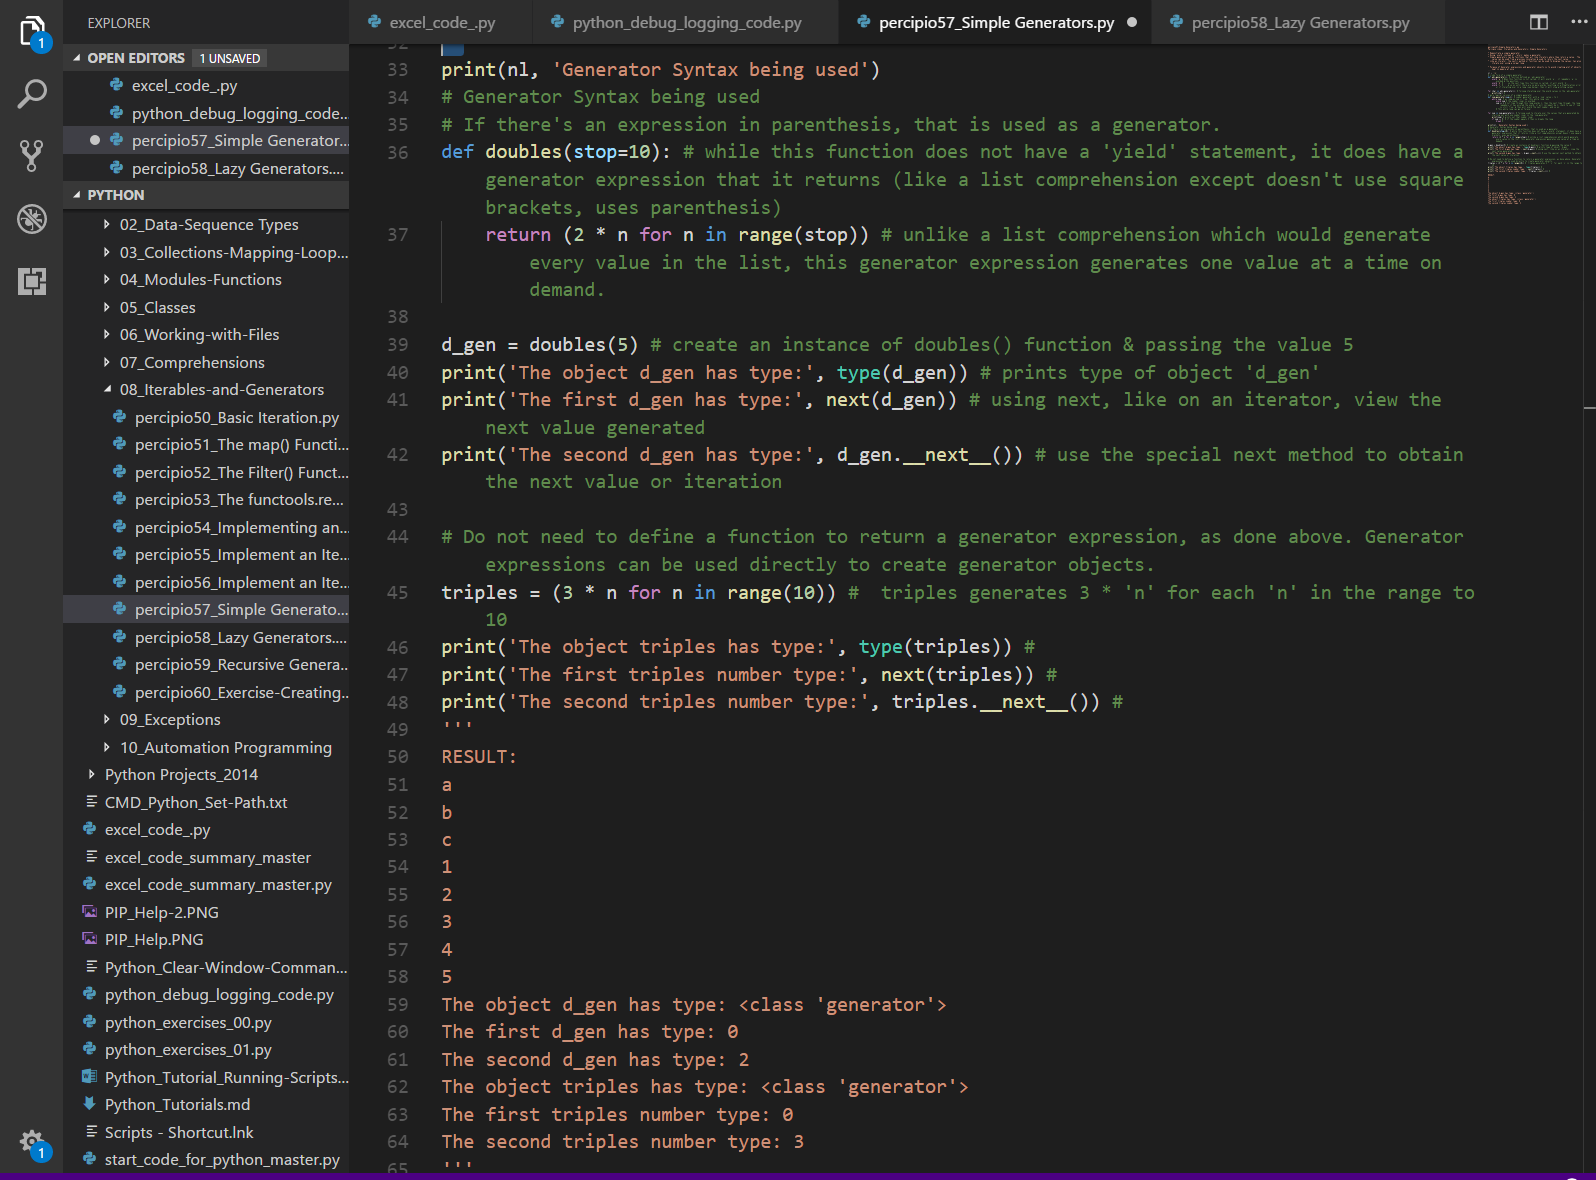 EXPLORER
OPEN EDITORS 1 UNSAVED
excel_code_.py
python_debug_logging_code...
percipio57_Simple Generator...
percipio58_Lazy Generators....
PYTHON
02_Data-Sequence Types
03_Collections-Mapping-Loop...
04_Modules-Functions
05_Classes
06_Working-with-Files
07_Comprehensions
08_Iterables-and-Generators
percipio50_Basic Iteration.py
percipio51_The map() Functi...
percipio52_The Filter() Funct...
percipio53_The functools.re...
percipio54_Implementing an...
percipio55_Implement an Ite...
percipio56_Implement an Ite...
percipio57_Simple Generato...
percipio58_Lazy Generators....
percipio59_Recursive Genera...
percipio60_Exercise-Creating...
09_Exceptions
10_Automation Programming
Python Projects_2014
CMD_Python_Set-Path.txt
excel_code_.py
excel_code_summary_master
excel_code_summary_master.py
PIP_Help-2.PNG
PIP_Help.PNG
Python_Clear-Window-Comman...
python_debug_logging_code.py
python_exercises_00.py
python_exercises_01.py
Python_Tutorial_Running-Scripts...
Python_Tutorials.md
Scripts - Shortcut.lnk
start_code_for_python_master.py
1
1
excel_code_.py python_debug_logging_code.py percipio57_Simple Generators.py percipio58_Lazy Generators.py
32
33 print(nl, 'Generator Syntax being used')
34 # Generator Syntax being used
35 # If there's an expression in parenthesis, that is used as a generator.
36 def doubles(stop=10): # while this function does not have a 'yield' statement, it does have a
generator expression that it returns (like a list comprehension except doesn't use square
brackets, uses parenthesis)
37 return (2 * n for n in range(stop)) # unlike a list comprehension which would generate
every value in the list, this generator expression generates one value at a time on
demand.
38
39 d_gen = doubles(5) # create an instance of doubles() function & passing the value 5
40 print('The object d_gen has type:', type(d_gen)) # prints type of object 'd_gen'
41 print('The first d_gen has type:', next(d_gen)) # using next, like on an iterator, view the
next value generated
42 print('The second d_gen has type:', d_gen.__next__()) # use the special next method to obtain
the next value or iteration
43
44 # Do not need to define a function to return a generator expression, as done above. Generator
expressions can be used directly to create generator objects.
45 triples = (3 * n for n in range(10)) #  triples generates 3 * 'n' for each 'n' in the range to
10
46 print('The object triples has type:', type(triples)) #
47 print('The first triples number type:', next(triples)) #
48 print('The second triples number type:', triples.__next__()) #
49 '''
50 RESULT:
51 a
52 b
53 c
54 1
55 2
56 3
57 4
58 5
59 The object d_gen has type: <class 'generator'>
60 The first d_gen has type: 0
61 The second d_gen has type: 2
62 The object triples has type: <class 'generator'>
63 The first triples number type: 0
64 The second triples number type: 3
65 '''